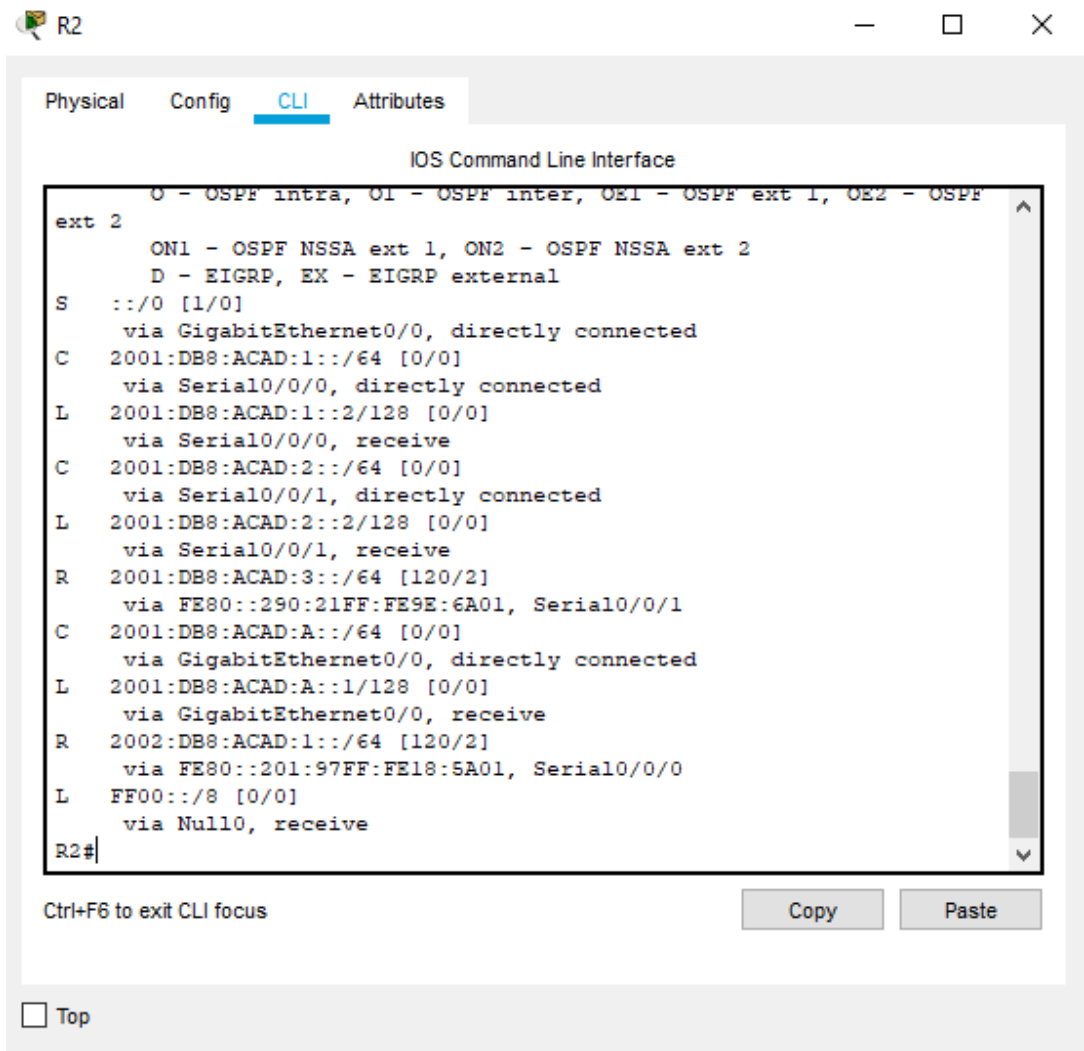 R2
Physical Config CLI Attributes
IOS Command Line Interface
O - OSPF intra, OI - OSPF inter, OE1 - OSPF ext 1, OE2 - OSPF
ext 2
ON1 - OSPF NSSA ext 1, ON2 - OSPF NSSA ext 2
D - EIGRP, EX - EIGRP external
S ::/0 [1/0]
via GigabitEthernet0/0, directly connected
C 2001:DB8:ACAD:1::/64 [0/0]
via Serial0/0/0, directly connected
L 2001:DB8:ACAD:1::2/128 [0/0]
via Serial0/0/0, receive
C 2001:DB8:ACAD:2::/64 [0/0]
via Serial0/0/1, directly connected
L 2001:DB8:ACAD:2::2/128 [0/0]
via Serial0/0/1, receive
R 2001:DB8:ACAD:3::/64 [120/2]
via FE80::290:21FF:FE9E:6A01, Serial0/0/1
C 2001:DB8:ACAD:A::/64 [0/0]
via GigabitEthernet0/0, directly connected
L 2001:DB8:ACAD:A::1/128 [0/0]
via GigabitEthernet0/0, receive
R 2002:DB8:ACAD:1::/64 [120/2]
via FE80::201:97FF:FE18:5A01, Serial0/0/0
L FF00::/8 [0/0]
via Null0, receive
R2#
Ctrl+F6 to exit CLI focus
Copy
Paste
Top